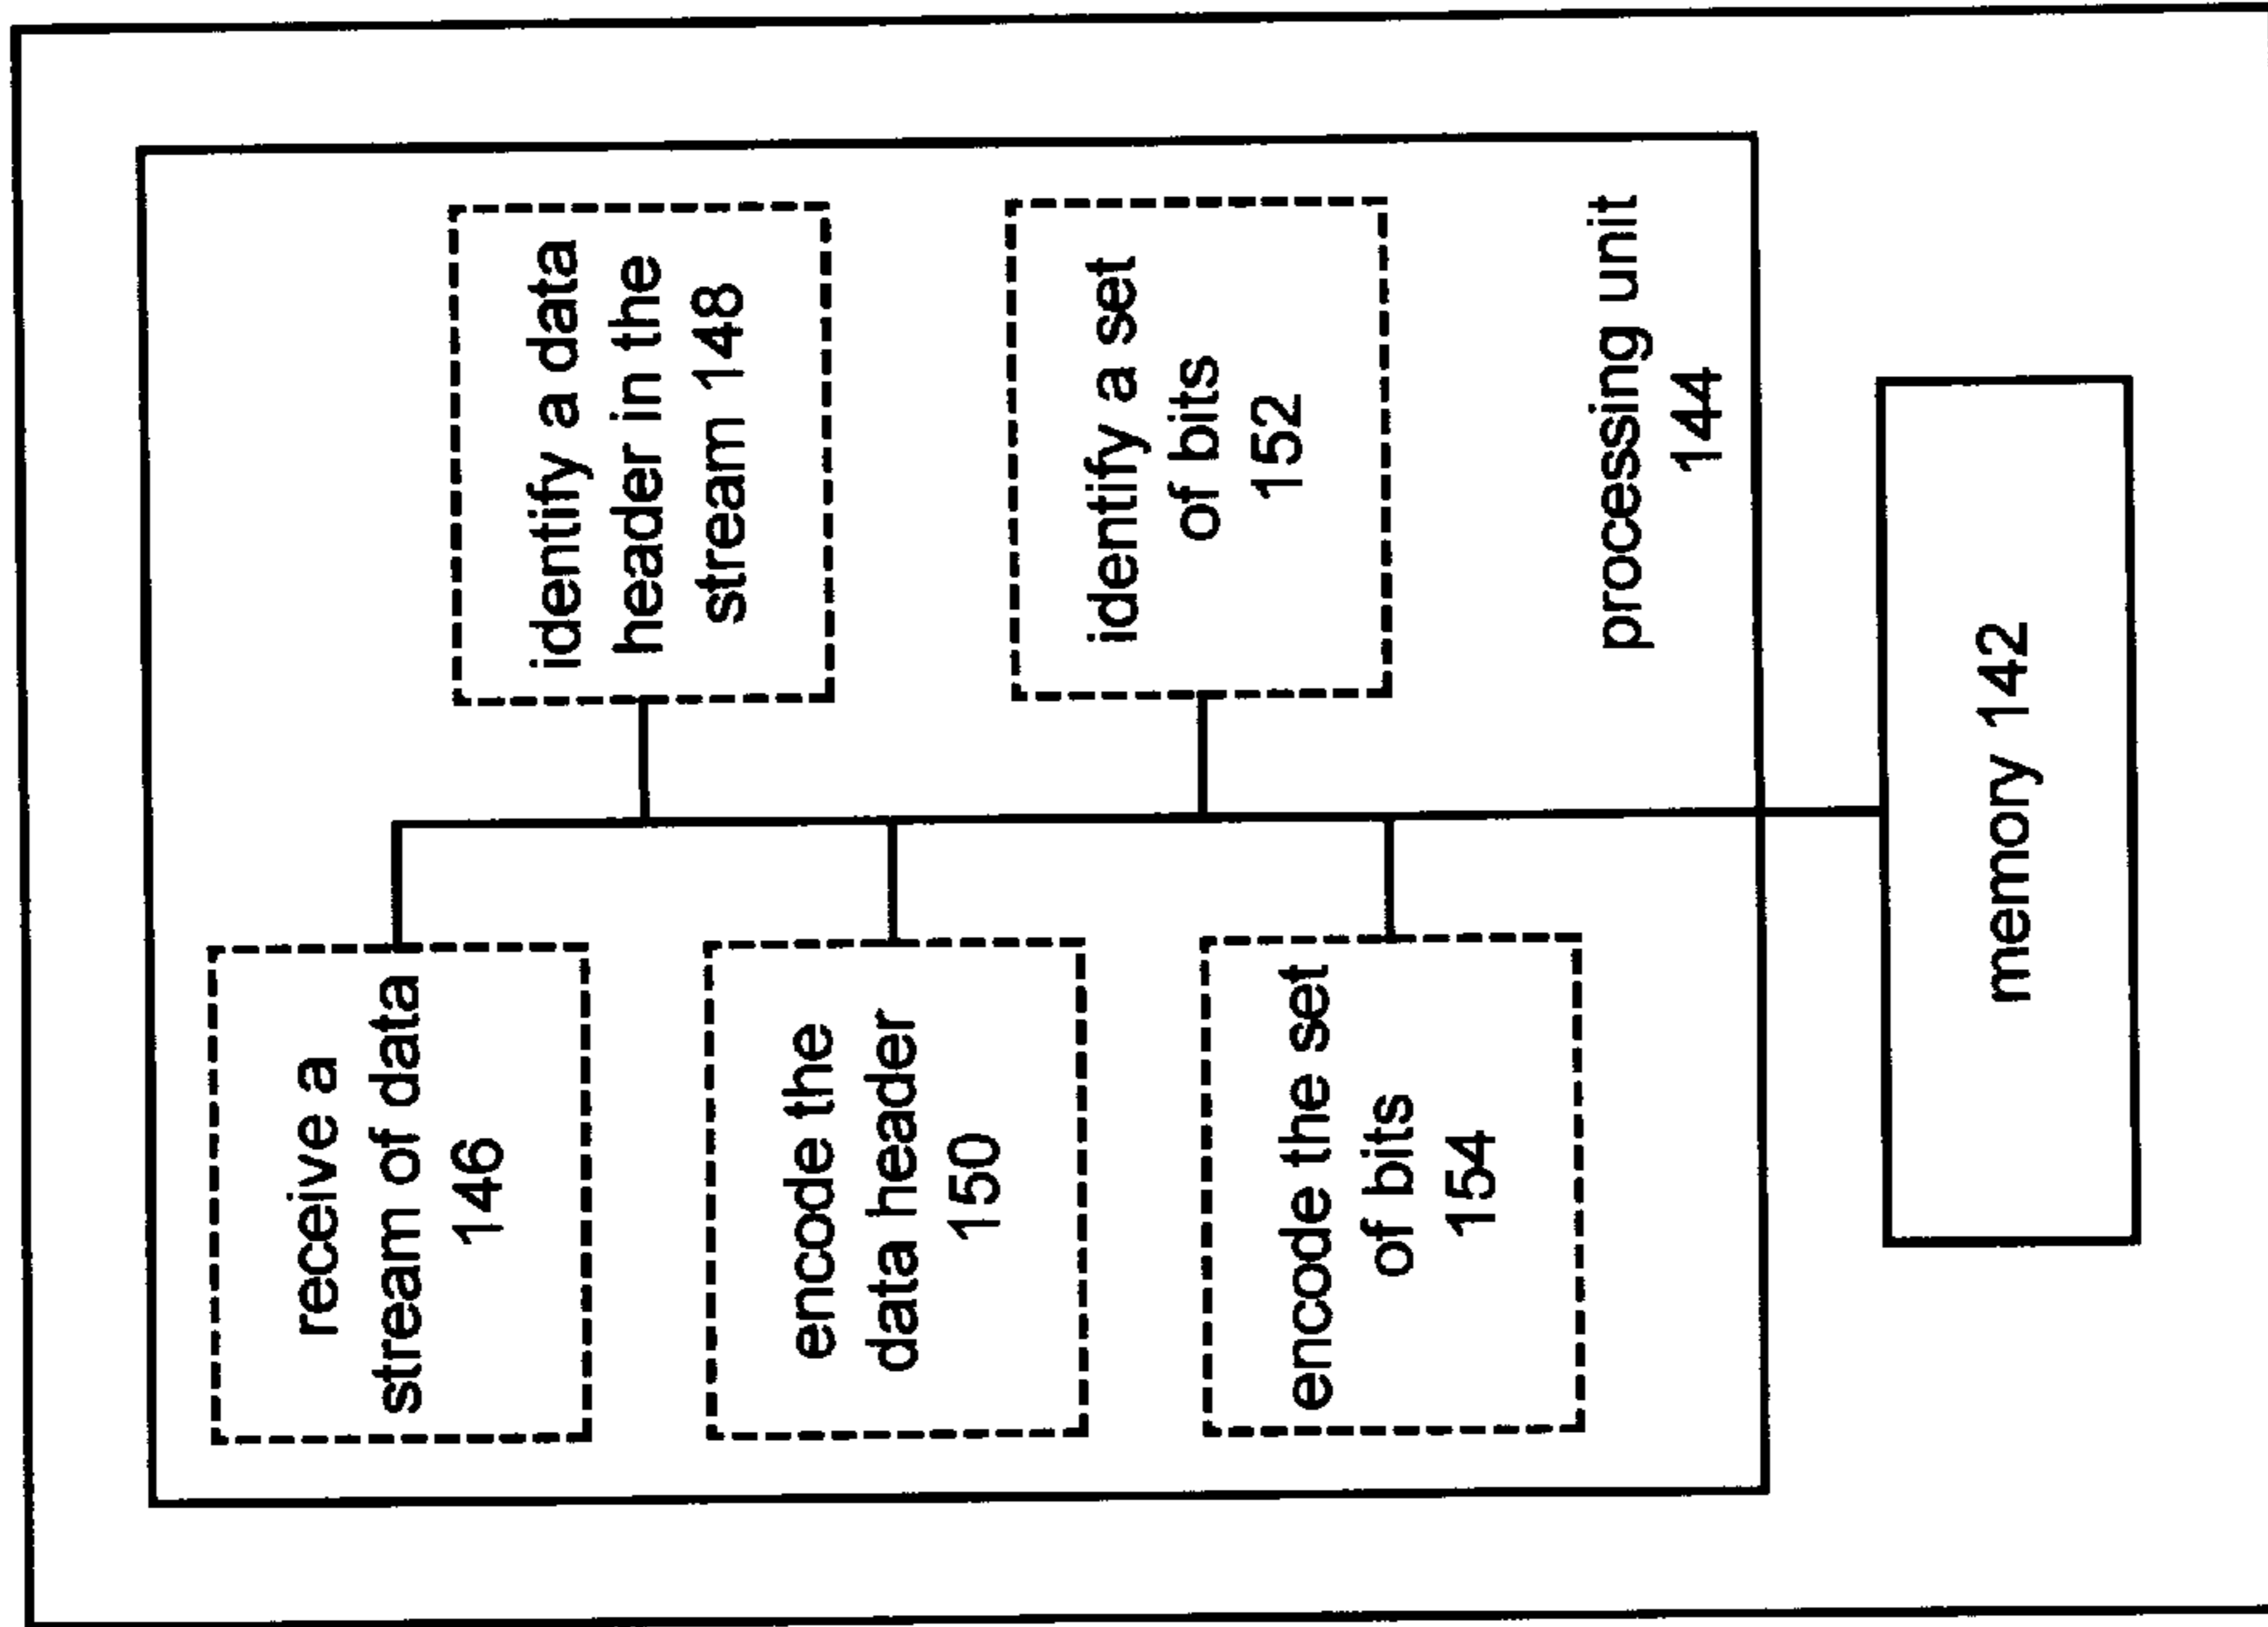 receive a
stream of data
146
identify a data
header in the
stream 148
encode the
data header
150
identify a set
of bits
152
encode the set
of bits
154
processing unit
144
memory 142